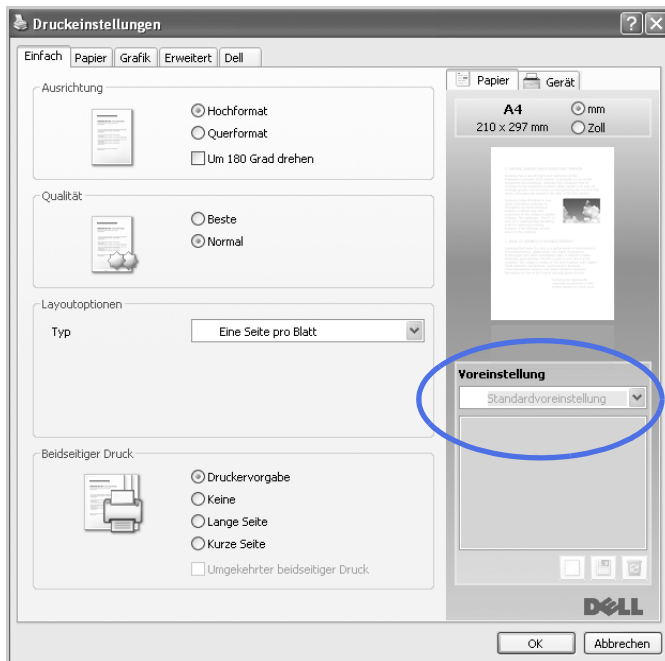 Druckeinstellungen
Einfach Papier Grafik Erweitert Dell
Ausrichtung
Hochformat
Querformat
Um 180 Grad drehen
Qualität
Beste
Normal
Layoutoptionen
Typ Eine Seite pro Blatt
Beidseitiger Druck
Druckervorgabe
Keine
Lange Seite
Kurze Seite
Umgekehrter beidseitiger Druck
Papier Gerät
A4 mm
210 x 297 mm Zoll
Voreinstellung
Standardvoreinstellung
DELL
OK Abbrechen